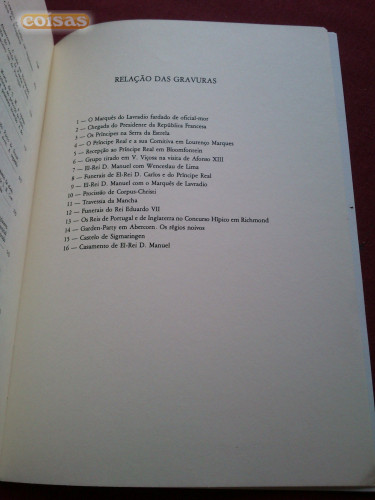 coisas
RELAÇÃO DAS GRAVURAS
1 — O Marquês do Lavradio fardado de oficial-mor
2 — Chegada do Presidente da República Francesa
3 — Os Príncipes na Serra da Estrela
4 — O Príncipe Real e a sua Comitiva em Lourenço Marques
5 — Recepção ao Príncipe Real em Bloomfontein
6 — Grupo tirado em V. Viçosa na visita de Afonso XIII
7 — El-Rei D. Manuel com Wenceslau de Lima
8 — Funerais de El-Rei D. Carlos e do Príncipe Real
9 — El-Rei D. Manuel com o Marquês de Lavradio
10 — Procissão de Corpus-Christi
11 — Travessia da Mancha
12 — Funerais do Rei Eduardo VII
13 — Os Reis de Portugal e de Inglaterra no Concurso Hípico em Richmond
14 — Garden-Party em Abercorn. Os régios noivos
15 — Castelo de Sigmaringen
16 — Casamento de El-Rei D. Manuel